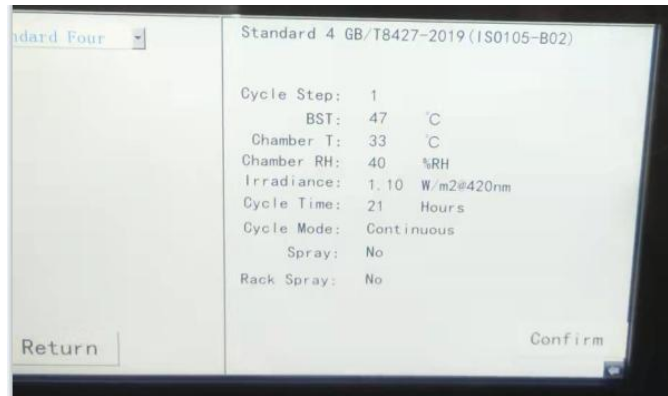 ndard Four
Standard 4 GB/T8427-2019(ISO105-B02)
Cycle Step: 1
BST: 47 °C
Chamber T: 33 °C
Chamber RH: 40 %RH
Irradiance: 1.10 W/m2@420nm
Cycle Time: 21 Hours
Cycle Mode: Continuous
Spray: No
Rack Spray: No
Return
Confirm